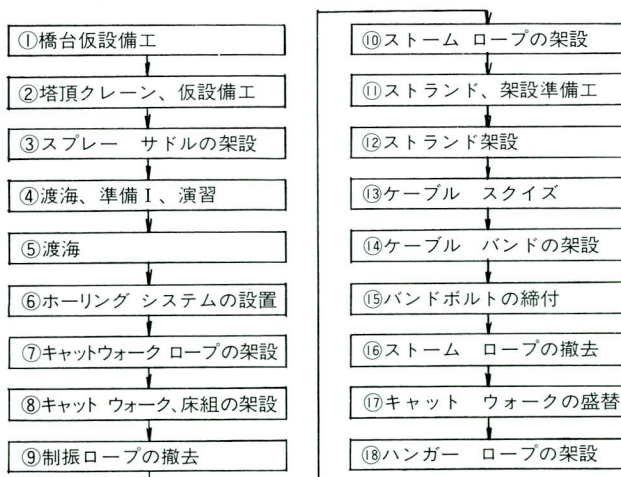 ①橋台仮設備工
②塔頂クレーン、仮設備工
③スプレー サドルの架設
④渡海、準備Ⅰ、演習
⑤渡海
⑥ホーリング システムの設置
⑦キャットウォーク ロープの架設
⑧キャット ウォーク、床組の架設
⑨制振ロープの撤去
⑩ストーム ロープの架設
⑪ストランド、架設準備工
⑫ストランド架設
⑬ケーブル スクイズ
⑭ケーブル バンドの架設
⑮バンドボルトの締付
⑯ストーム ロープの撤去
⑰キャット ウォークの盛替
⑱ハンガー ロープの架設